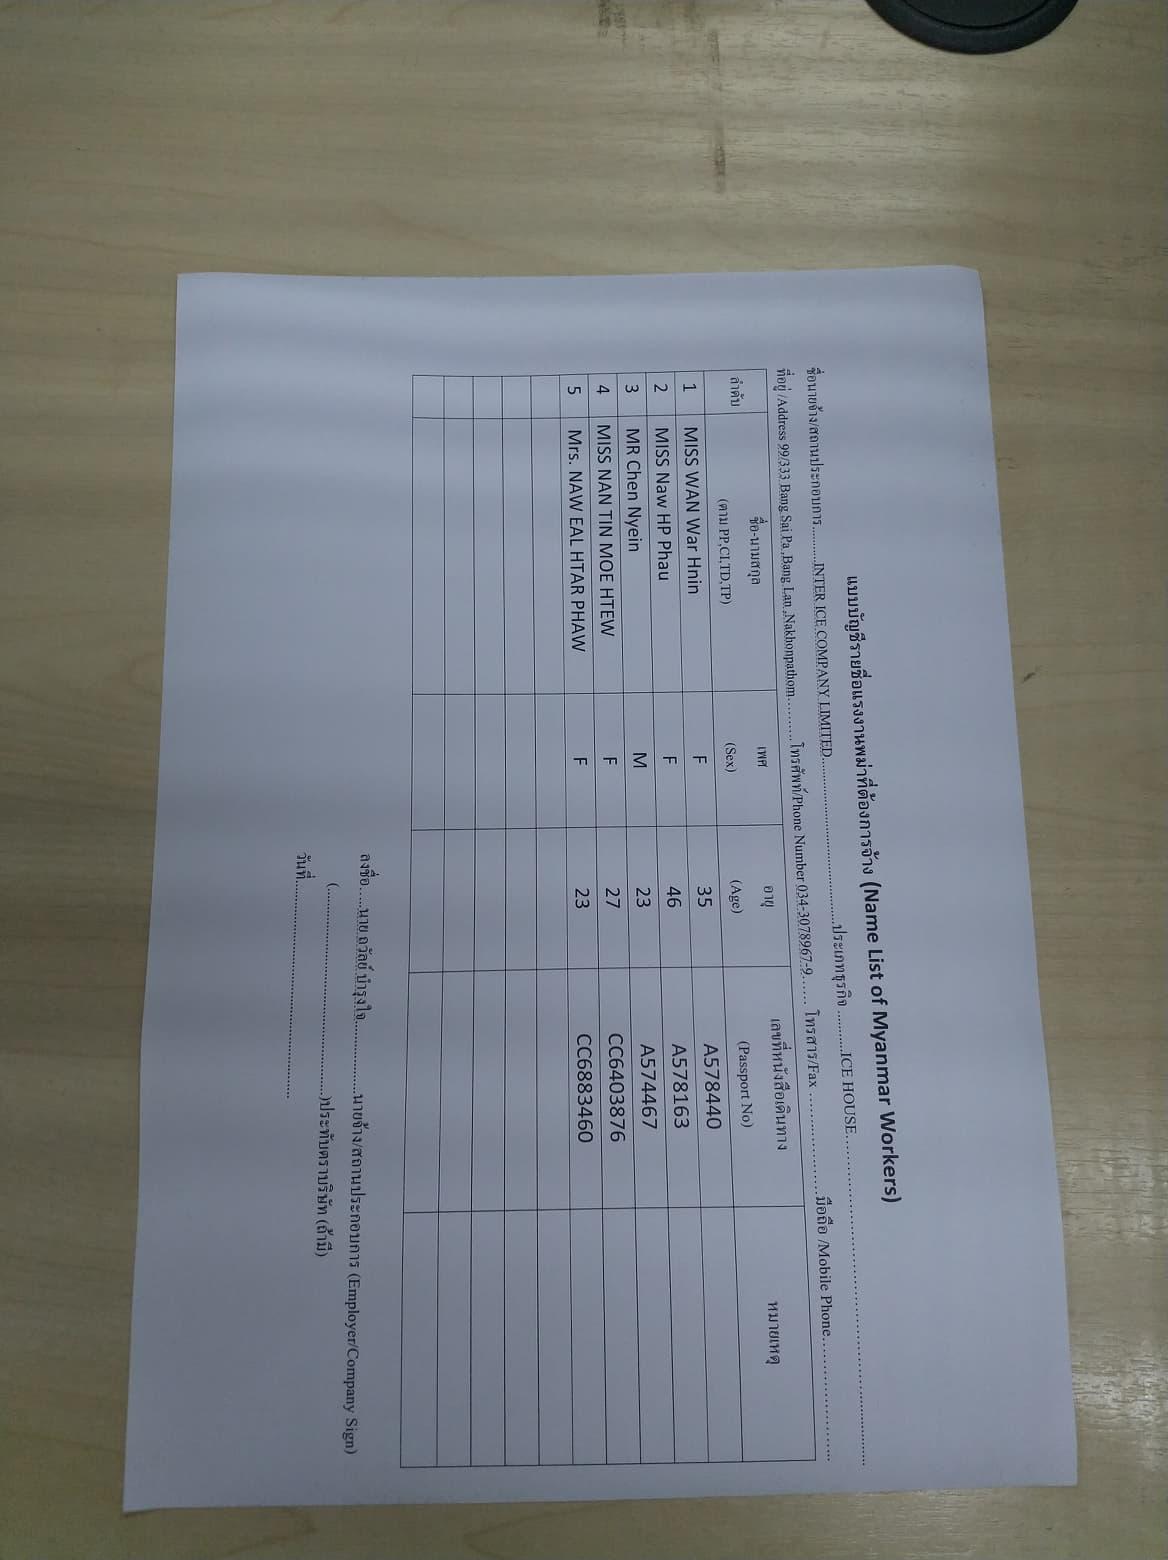 แบบบัญชีรายชื่อแรงงานพม่าที่ต้องการจ้าง (Name List of Myanmar Workers)
ชื่อนายจ้าง/สถานประกอบการ............INTER ICE COMPANY LIMITED............ประเภทธุรกิจ ............ICE HOUSE............
ที่อยู่ /Address 99/333 Bang Sai Pa ,Bang Lan ,Nakhonpathom.......... โทรศัพท์/Phone Number 034-3078967-9...... โทรสาร/Fax ......................มือถือ /Mobile Phone......................
ลำดับ ชื่อ-นามสกุล (ตาม PP,CI,TD,TP) เพศ (Sex) อายุ (Age) เลขที่หนังสือเดินทาง (Passport No) หมายเหตุ
1 MISS WAN War Hnin F 35 A578440
2 MISS Naw HP Phau F 46 A578163
3 MR Chen Nyein M 23 A574467
4 MISS NAN TIN MOE HTEW F 27 CC6403876
5 Mrs. NAW EAL HTAR PHAW F 23 CC6883460
ลงชื่อ.....นาย ถวัลย์ บำรุงใจ...............นายจ้าง/สถานประกอบการ (Employer/Company Sign)
(..................................................)ประทับตราบริษัท (ถ้ามี)
วันที่..................................................